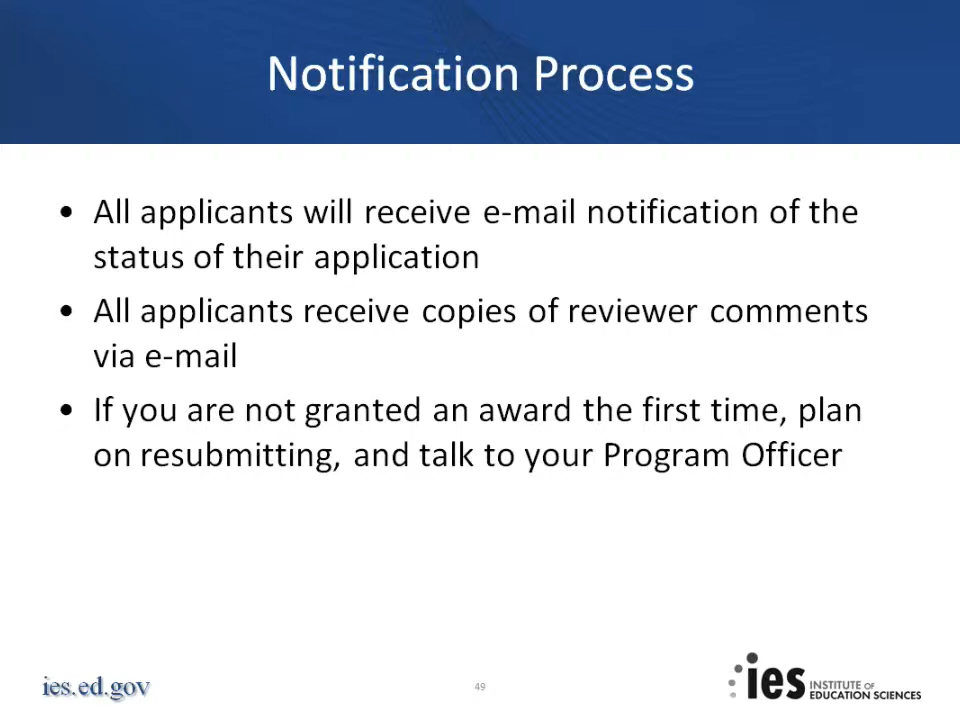 Notification Process
• All applicants will receive e-mail notification of the
status of their application
• All applicants receive copies of reviewer comments
via e-mail
• If you are not granted an award the first time, plan
on resubmitting, and talk to your Program Officer
ies.ed.gov
49
ies INSTITUTE OF
EDUCATION SCIENCES